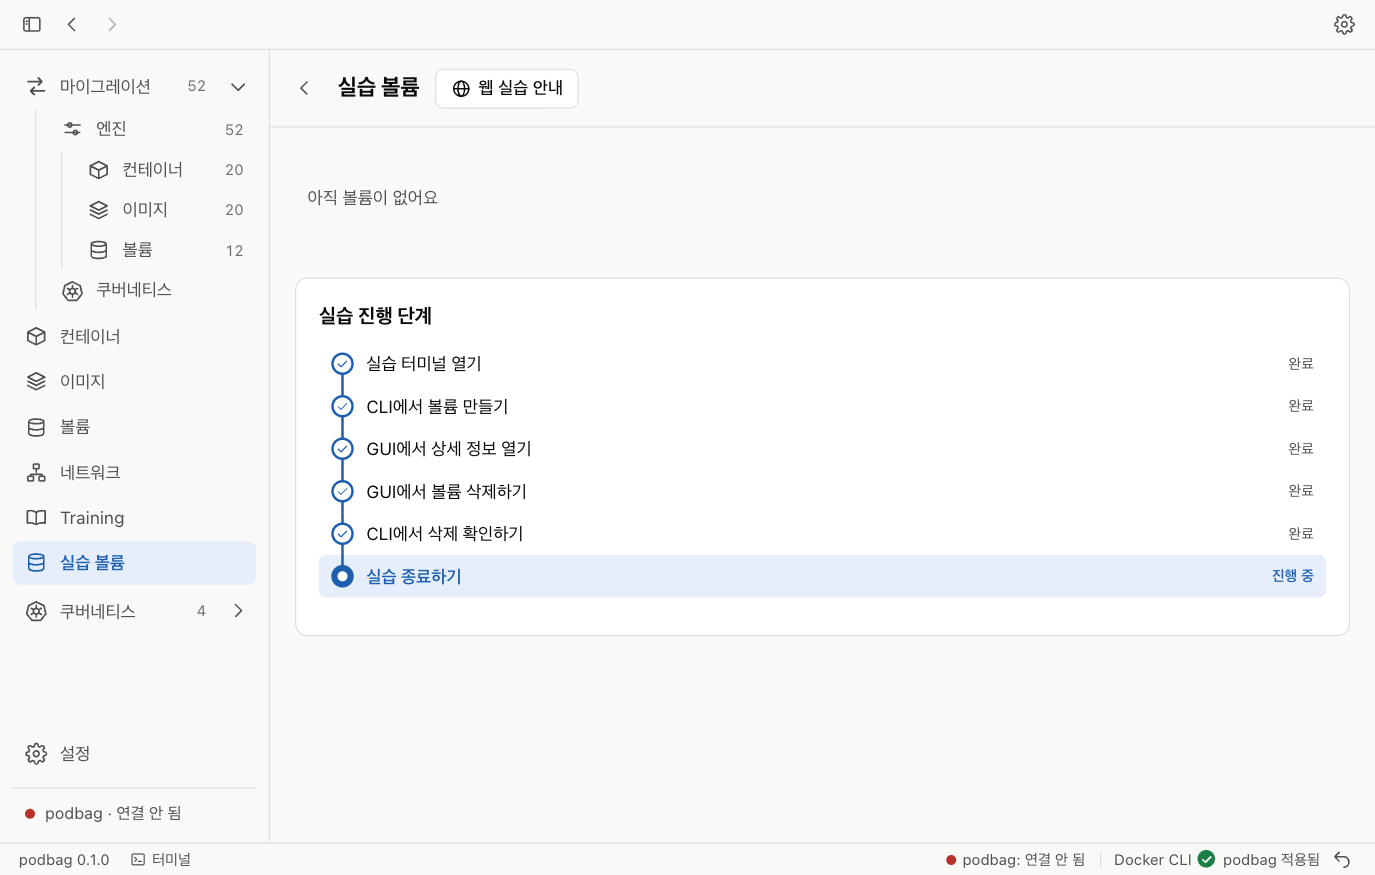 마이그레이션 52
엔진 52
컨테이너 20
이미지 20
볼륨 12
쿠버네티스
컨테이너
이미지
볼륨
네트워크
Training
실습 볼륨
쿠버네티스 4
설정
podbag · 연결 안 됨
실습 볼륨
웹 실습 안내
아직 볼륨이 없어요
실습 진행 단계
실습 터미널 열기 완료
CLI에서 볼륨 만들기 완료
GUI에서 상세 정보 열기 완료
GUI에서 볼륨 삭제하기 완료
CLI에서 삭제 확인하기 완료
실습 종료하기 진행 중
podbag 0.1.0 터미널 podbag: 연결 안 됨 Docker CLI podbag 적용됨